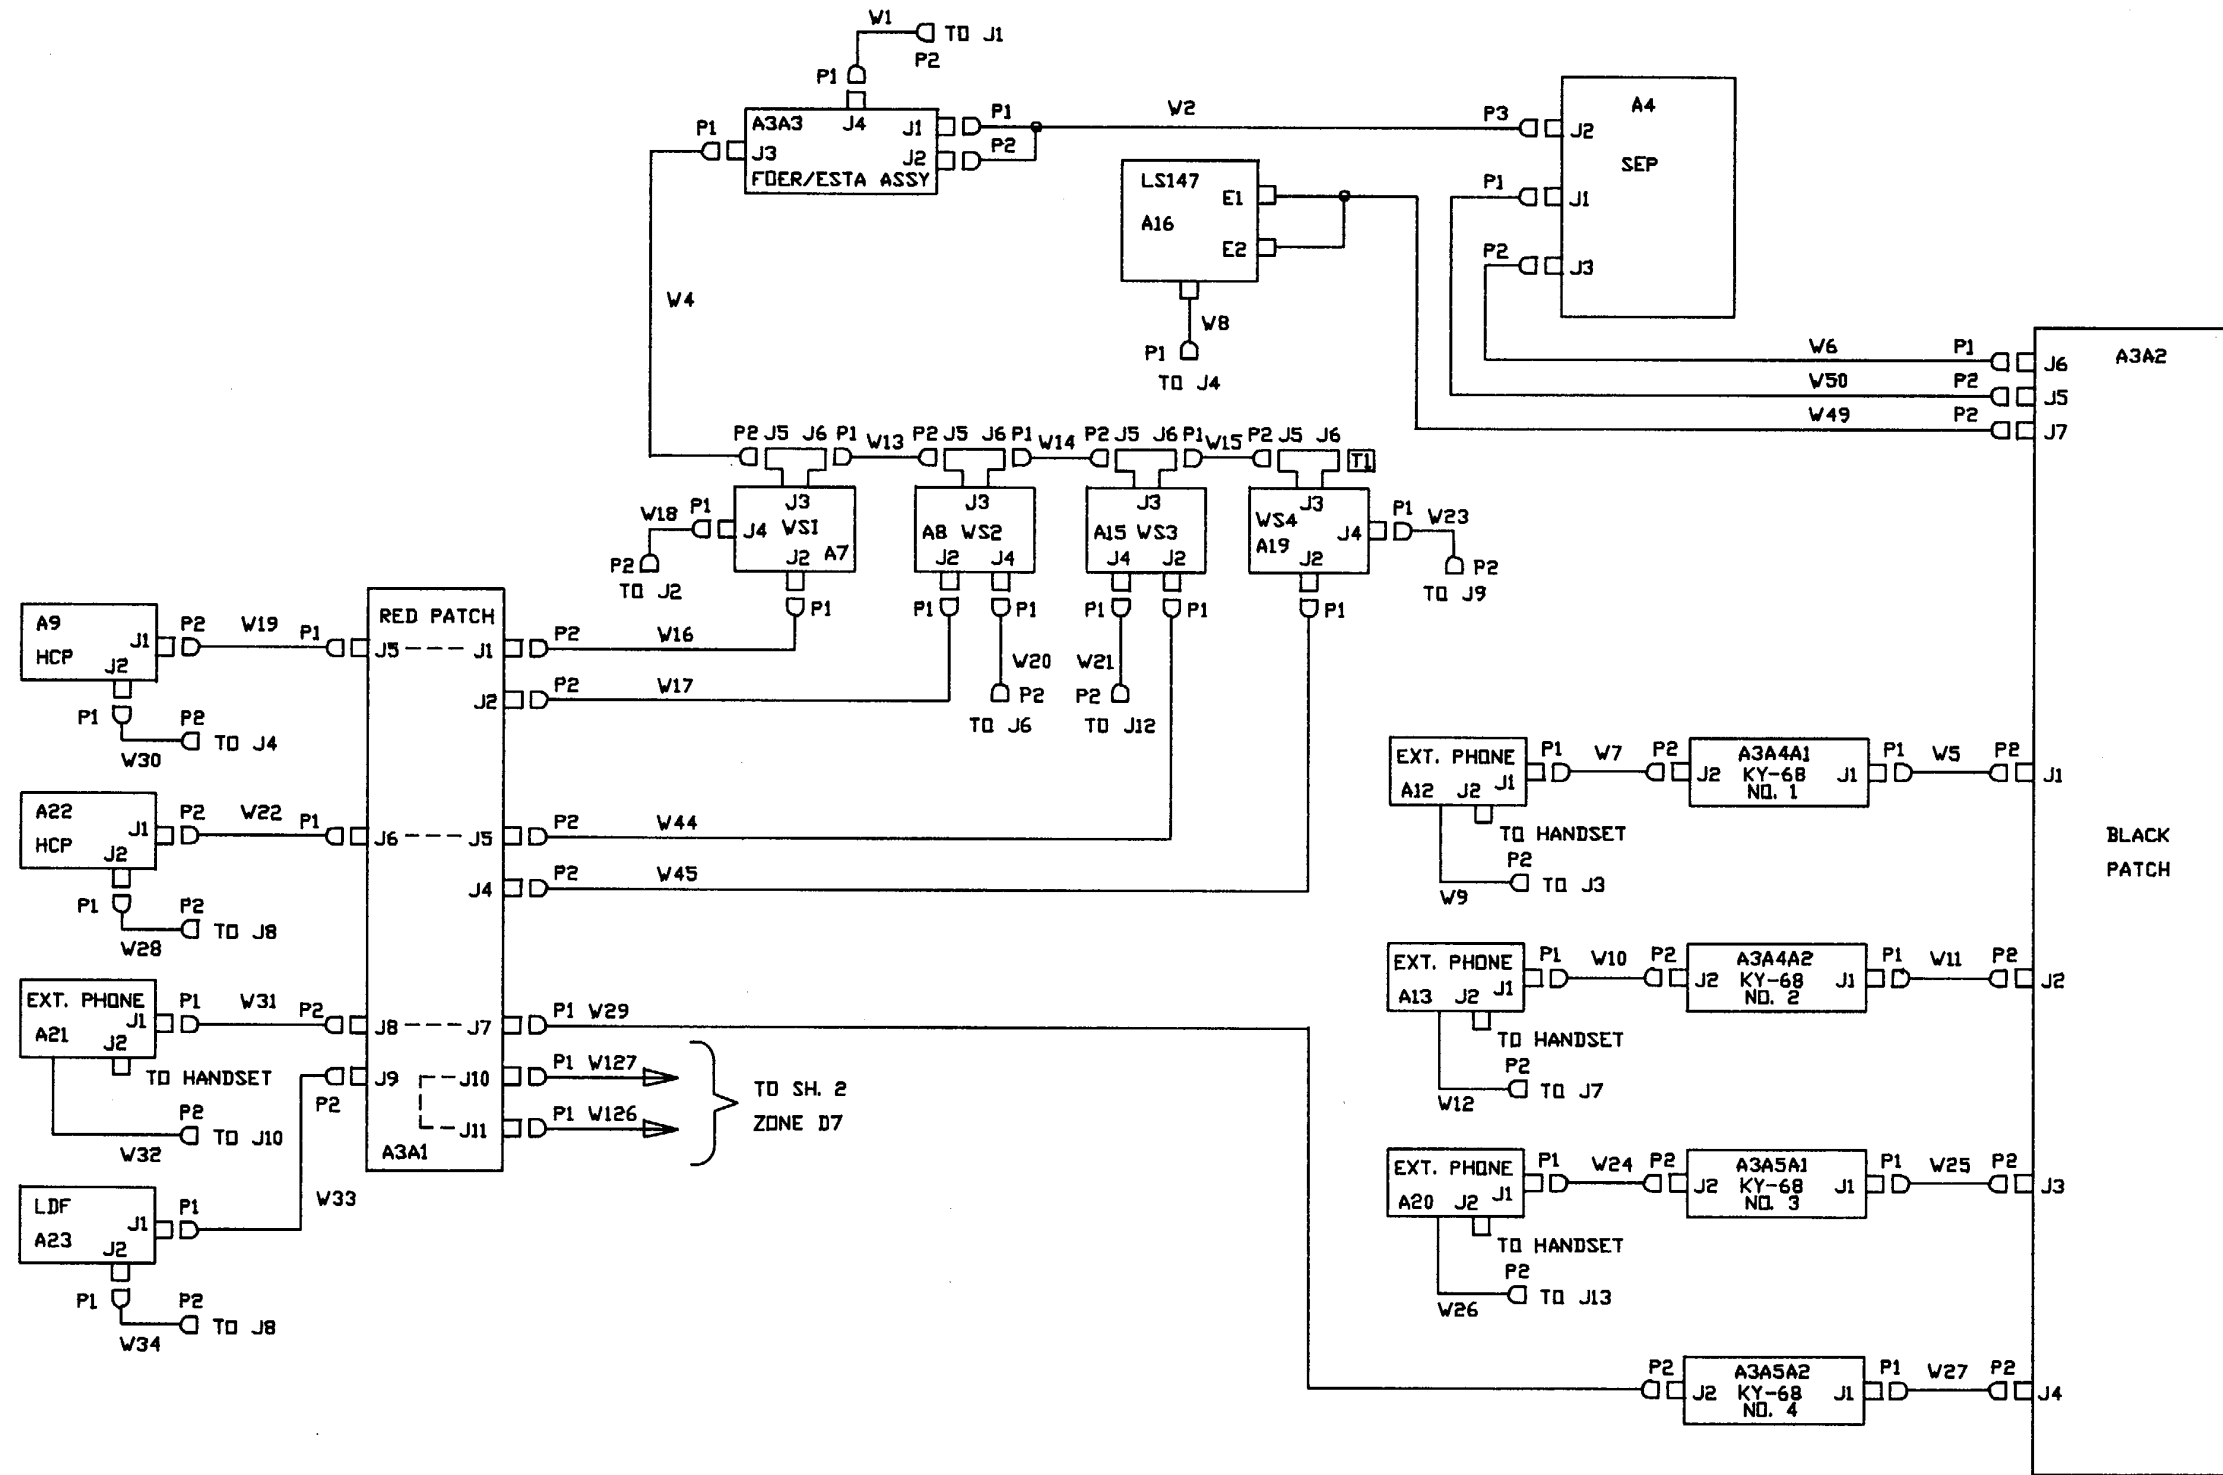 W1
TO J1
P2
P1
A3A3
J4
J1
P1
W2
P3
A4
J2
P1
J3
J2
P2
FOER/ESTA ASSY
SEP
LS147
E1
P1
J1
A16
E2
P2
J3
W4
W8
P1
TO J4
W6
P1
J6
A3A2
W50
P2
J5
W49
P2
J7
P2 J5 J6 P1 W13 P2 J5 J6 P1 W14 P2 J5 J6 P1 W15 P2 J5 J6 T1
W18
P1
J4
J3
WS1
A7
J2
P2
TO J2
P1
J3
A8 WS2
J2 J4
P1 P1
J3
A15 WS3
J4 J2
P1 P1
J3
WS4
A19
J4
J2
P1
P1
W23
P2
TO J9
A9
HCP
J1
J2
P2
W19
P1
P1
P2
TO J4
W30
RED PATCH
J5 --- J1
P2
W16
J2
P2
W17
W20
P2
TO J6
W21
P2
TO J12
A22
HCP
J1
J2
P2
W22
P1
P1
P2
TO J8
W28
J6 --- J5
P2
W44
J4
P2
W45
EXT. PHONE
A21
J1
J2
P1
W31
P2
TO HANDSET
P2
TO J10
W32
J8 --- J7
P1 W29
J9
P2
J10
P1 W127
J11
P1 W126
A3A1
TO SH. 2
ZONE D7
LDF
A23
J1
J2
P1
W33
P1
P2
TO J8
W34
EXT. PHONE
A12 J2 J1
P1
W7
P2
J2
A3A4A1
KY-68
NO. 1
J1
P1
W5
P2
J1
TO HANDSET
P2
TO J3
W9
BLACK
PATCH
EXT. PHONE
A13 J2 J1
P1
W10
P2
J2
A3A4A2
KY-68
NO. 2
J1
P1
W11
P2
J2
TO HANDSET
P2
TO J7
W12
EXT. PHONE
A20 J2 J1
P1
W24
P2
J2
A3A5A1
KY-68
NO. 3
J1
P1
W25
P2
J3
TO HANDSET
P2
TO J13
W26
P2
J2
A3A5A2
KY-68
NO. 4
J1
P1
W27
P2
J4